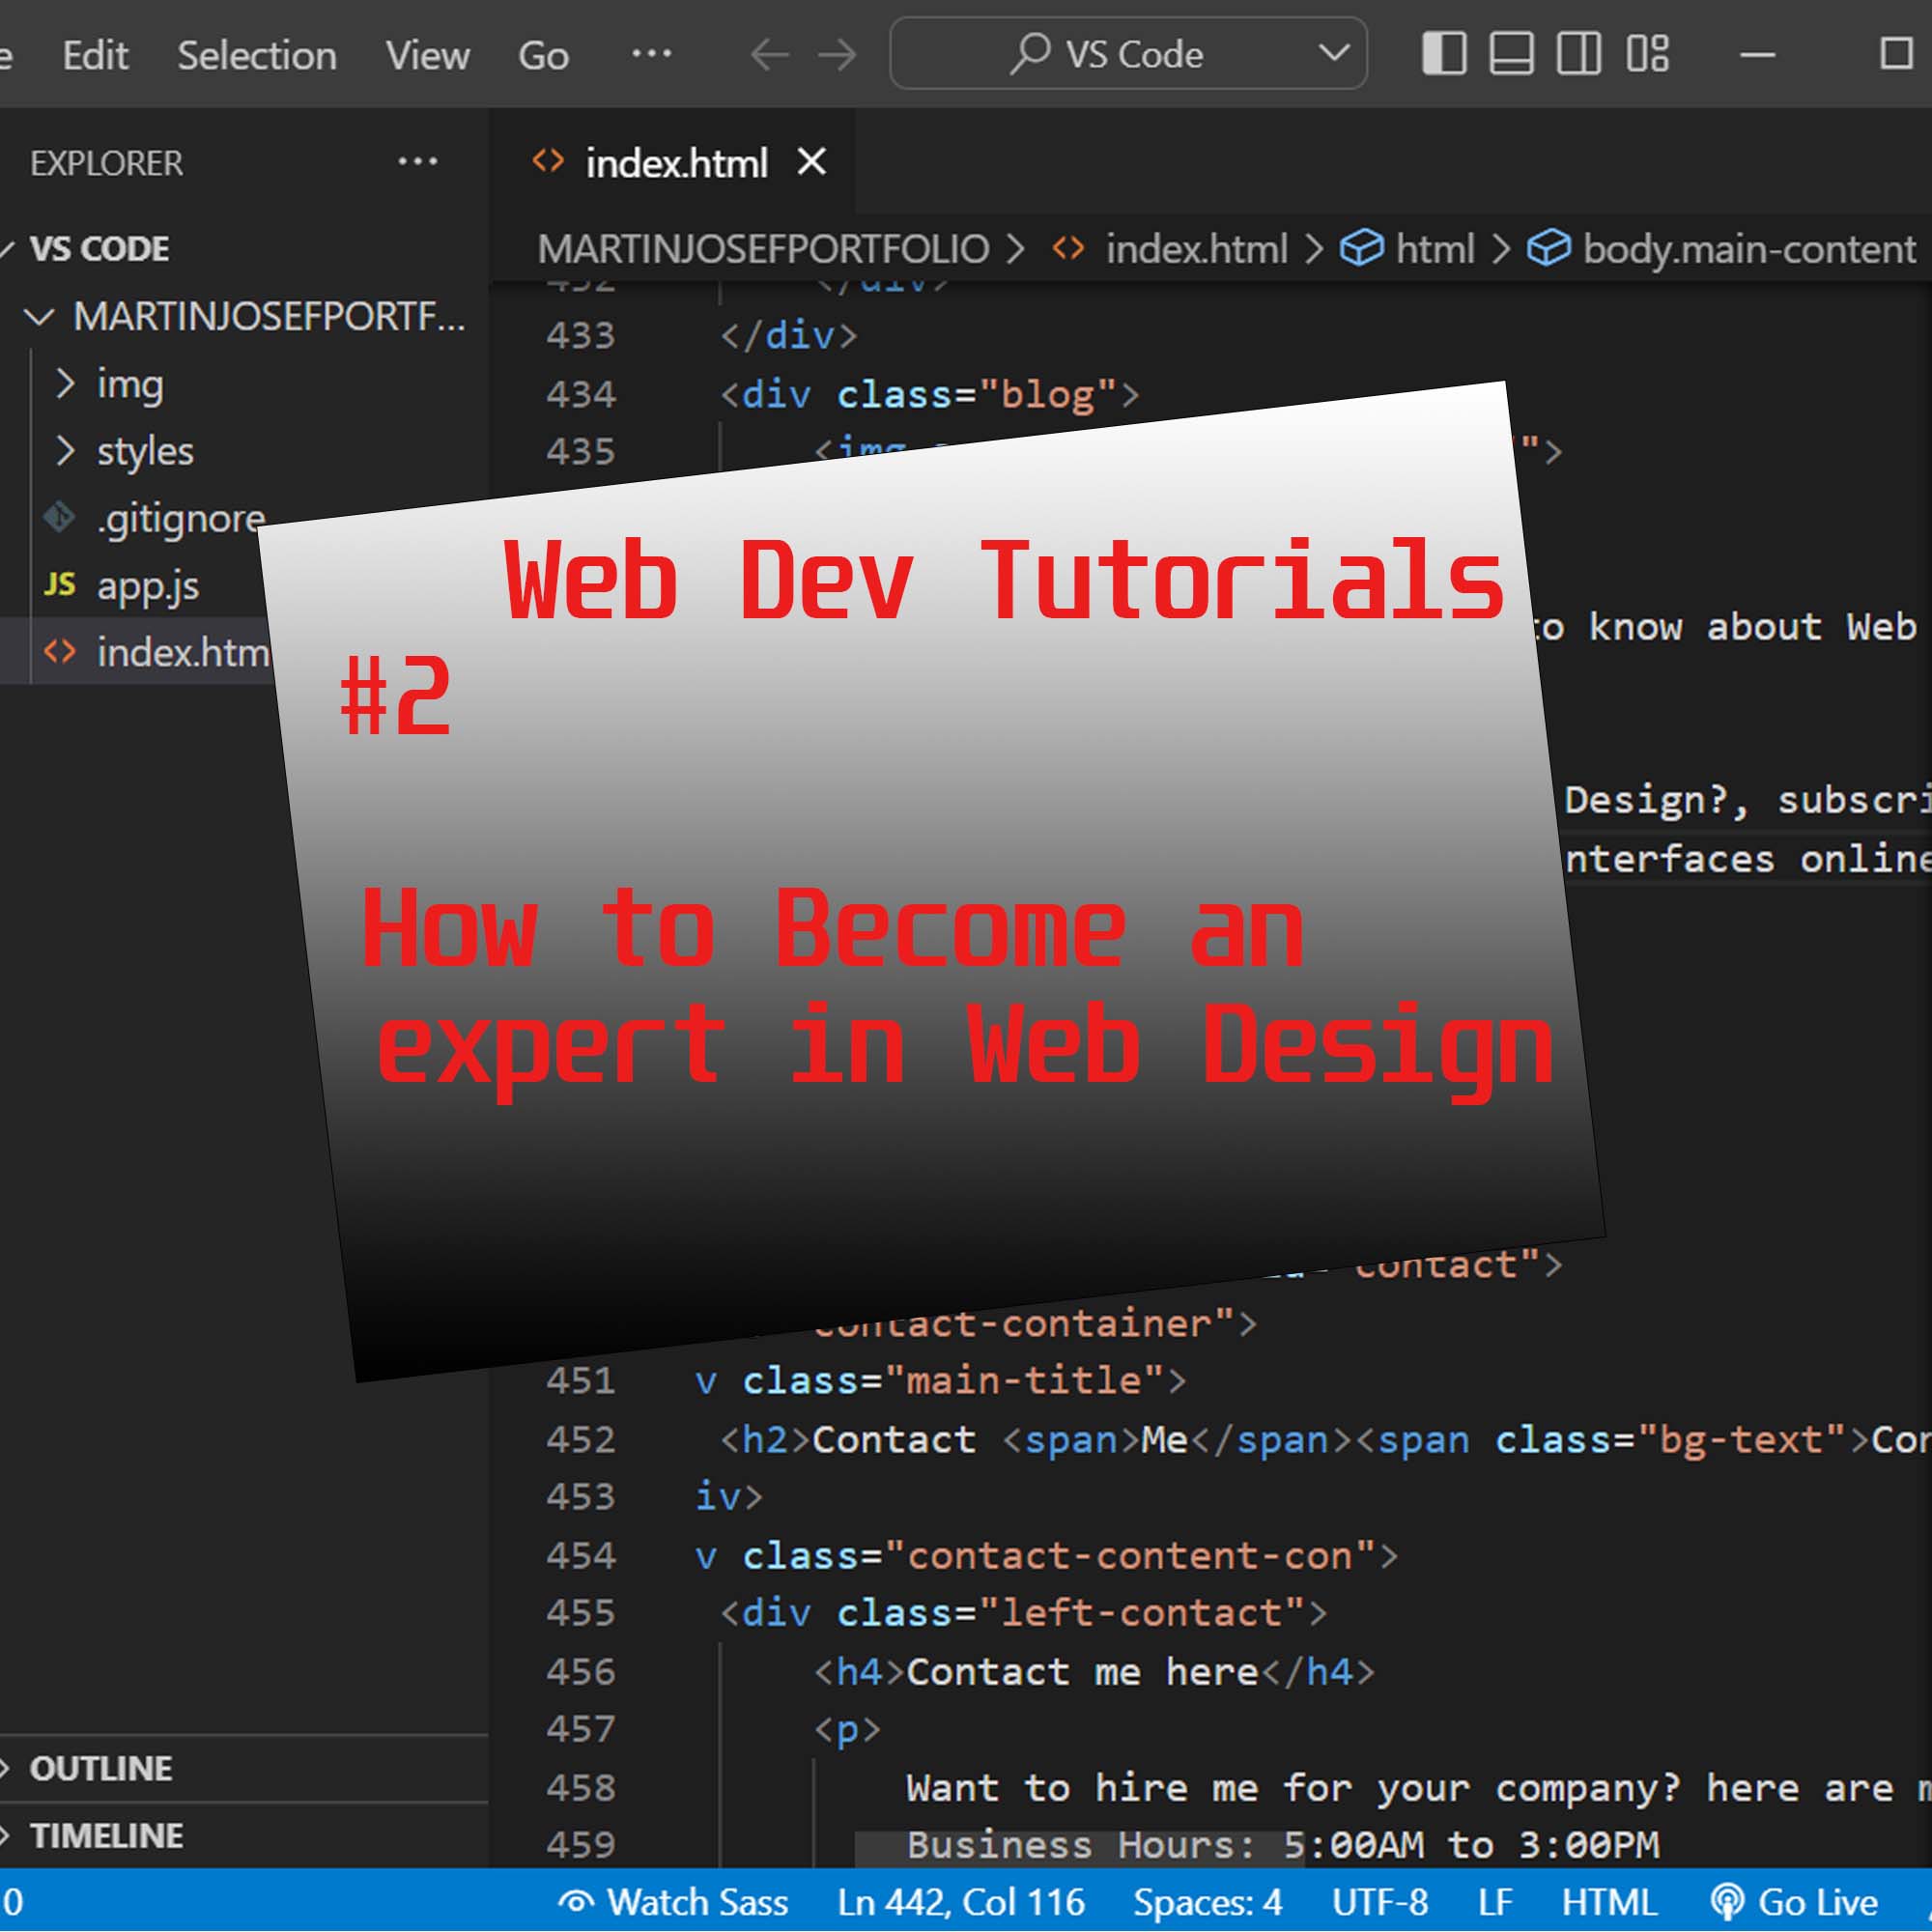 Edit Selection View Go ... VS Code
EXPLORER ...
index.html
VS CODE
MARTINJOSEFPORTFOLIO > index.html > html > body.main-content
MARTINJOSEFPORTF...
img
styles
.gitignore
JS app.js
index.htm
433 </div>
434 <div class="blog">
435 <img ">
to know about Web
Design?, subscri
nterfaces online
Web Dev Tutorials
#2
How to Become an
expert in Web Design
contact">
contact-container">
451 v class="main-title">
452 <h2>Contact <span>Me</span><span class="bg-text">Con
453 iv>
454 v class="contact-content-con">
455 <div class="left-contact">
456 <h4>Contact me here</h4>
457 <p>
458 Want to hire me for your company? here are m
459 Business Hours: 5:00AM to 3:00PM
OUTLINE
TIMELINE
0 Watch Sass Ln 442, Col 116 Spaces: 4 UTF-8 LF HTML Go Live